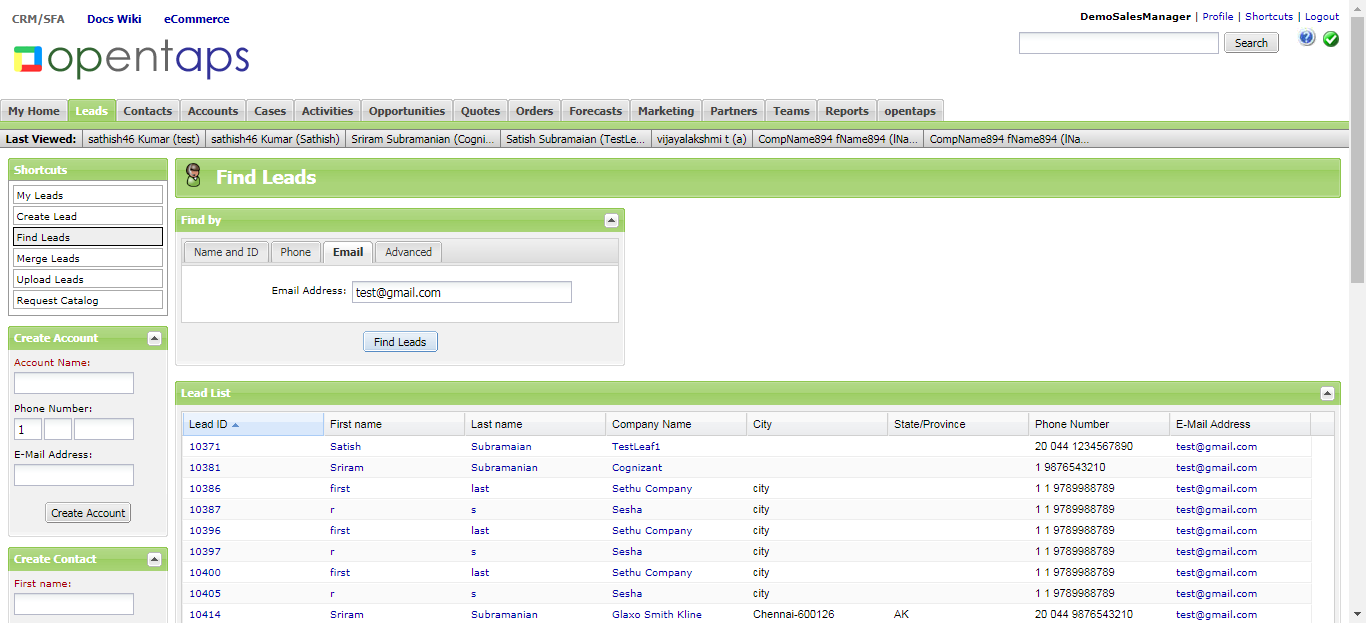 CRM/SFA Docs Wiki eCommerce
DemoSalesManager | Profile | Shortcuts | Logout
opentaps
Search
My Home Leads Contacts Accounts Cases Activities Opportunities Quotes Orders Forecasts Marketing Partners Teams Reports opentaps
Last Viewed: sathish46 Kumar (test) sathish46 Kumar (Sathish) Sriram Subramanian (Cogni... Satish Subramaian (TestLe... vijayalakshmi t (a) CompName894 fName894 (lNa... CompName894 fName894 (lNa...
Shortcuts
My Leads
Create Lead
Find Leads
Merge Leads
Upload Leads
Request Catalog
Create Account
Account Name:
Phone Number:
1
E-Mail Address:
Create Account
Create Contact
First name:
Find Leads
Find by
Name and ID Phone Email Advanced
Email Address: test@gmail.com
Find Leads
Lead List
Lead ID First name Last name Company Name City State/Province Phone Number E-Mail Address
10371 Satish Subramaian TestLeaf1 20 044 1234567890 test@gmail.com
10381 Sriram Subramanian Cognizant 1 9876543210 test@gmail.com
10386 first last Sethu Company city 1 1 9789988789 test@gmail.com
10387 r s Sesha city 1 1 9789988789 test@gmail.com
10396 first last Sethu Company city 1 1 9789988789 test@gmail.com
10397 r s Sesha city 1 1 9789988789 test@gmail.com
10400 first last Sethu Company city 1 1 9789988789 test@gmail.com
10405 r s Sesha city 1 1 9789988789 test@gmail.com
10414 Sriram Subramanian Glaxo Smith Kline Chennai-600126 AK 20 044 9876543210 test@gmail.com